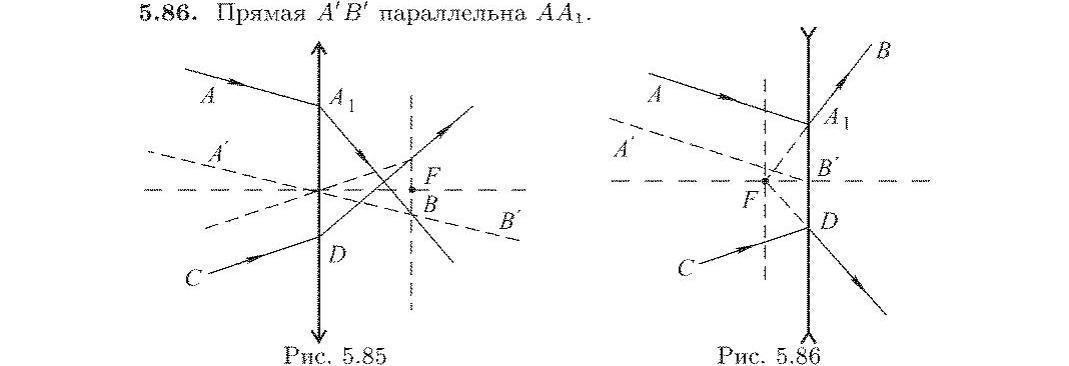 5.86. Прямая A′B′ параллельна AA₁.
A
A₁
A′
F
B
B′
C
D
Рис. 5.85
B
A
A₁
A′
B′
F
D
C
Рис. 5.86